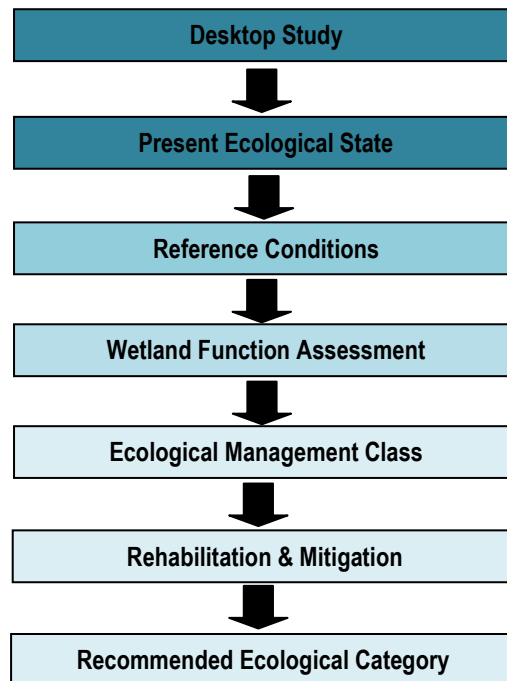 Desktop Study
Present Ecological State
Reference Conditions
Wetland Function Assessment
Ecological Management Class
Rehabilitation & Mitigation
Recommended Ecological Category